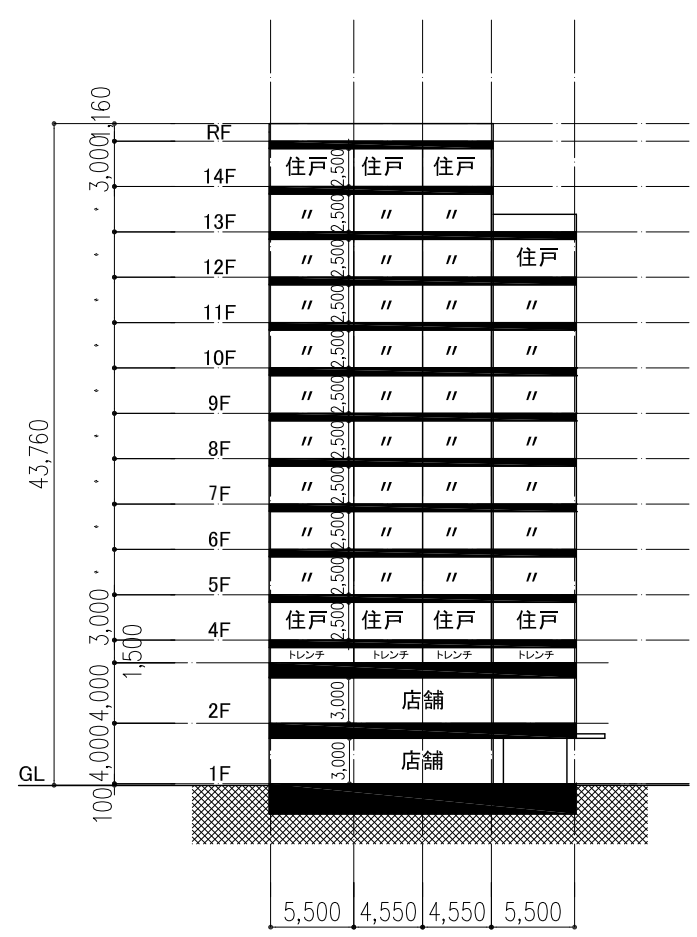 1,160
RF
3,000
住戸 住戸 住戸
2,500
14F
〃 〃 〃
2,500
13F
〃 〃 〃 住戸
2,500
12F
〃 〃 〃 〃
2,500
11F
〃 〃 〃 〃
2,500
10F
〃 〃 〃 〃
2,500
9F
〃 〃 〃 〃
2,500
8F
〃 〃 〃 〃
2,500
7F
〃 〃 〃 〃
2,500
6F
〃 〃 〃 〃
2,500
5F
住戸 住戸 住戸 住戸
2,500
3,000
4F
トレンチ トレンチ トレンチ トレンチ
1,500
43,760
4,000
店舗
3,000
2F
4,000
店舗
3,000
1F
GL
100
5,500 4,550 4,550 5,500